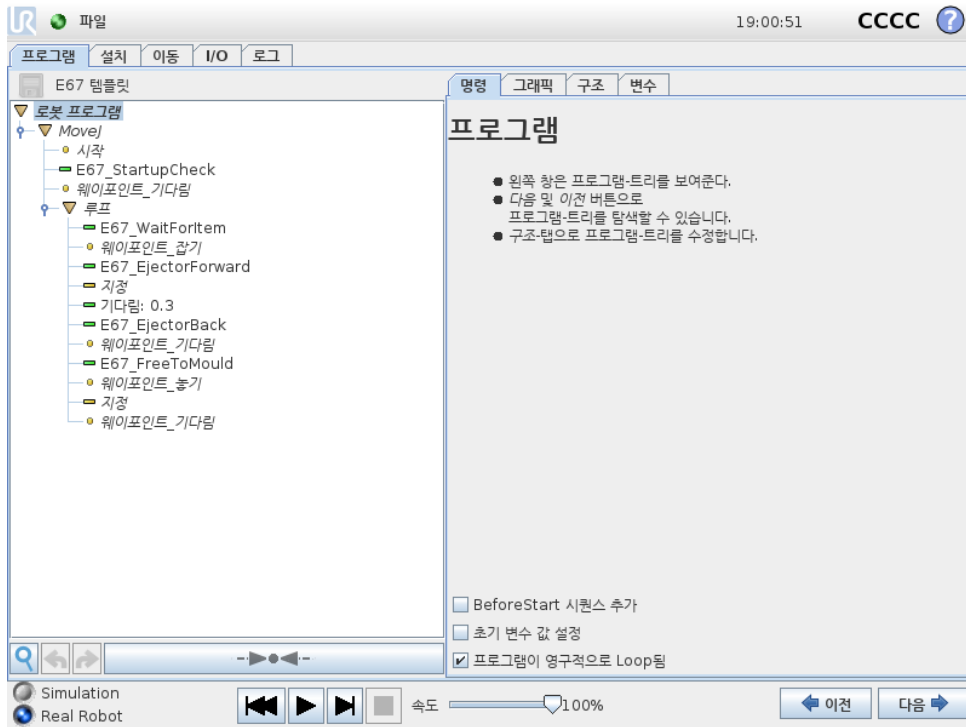 UR 파일 19:00:51 CCCC ?
프로그램 설치 이동 I/O 로그
E67 템플릿
로봇 프로그램
MoveJ
시작
E67_StartupCheck
웨이포인트_기다림
루프
E67_WaitForItem
웨이포인트_잡기
E67_EjectorForward
지정
기다림: 0.3
E67_EjectorBack
웨이포인트_기다림
E67_FreeToMould
웨이포인트_놓기
지정
웨이포인트_기다림
명령 그래픽 구조 변수
프로그램
왼쪽 창은 프로그램-트리를 보여준다.
다음 및 이전 버튼으로
프로그램-트리를 탐색할 수 있습니다.
구조-탭으로 프로그램-트리를 수정합니다.
BeforeStart 시퀀스 추가
초기 변수 값 설정
프로그램이 영구적으로 Loop됨
Simulation
Real Robot
속도 100%
이전 다음